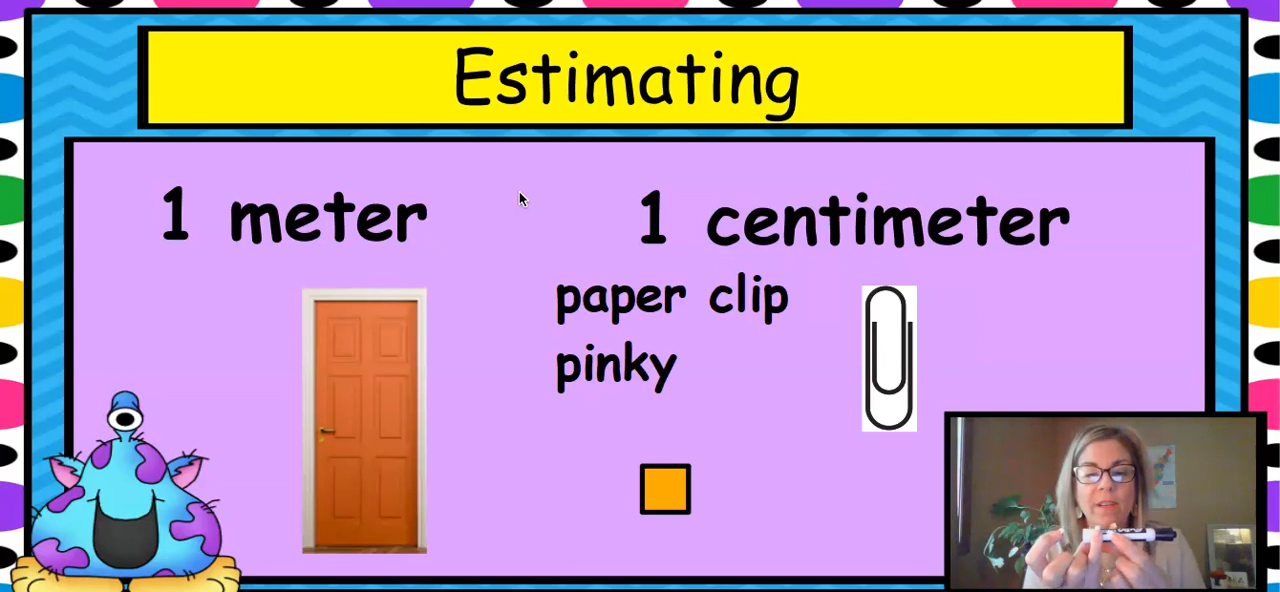 Estimating
1 meter
1 centimeter
paper clip
pinky